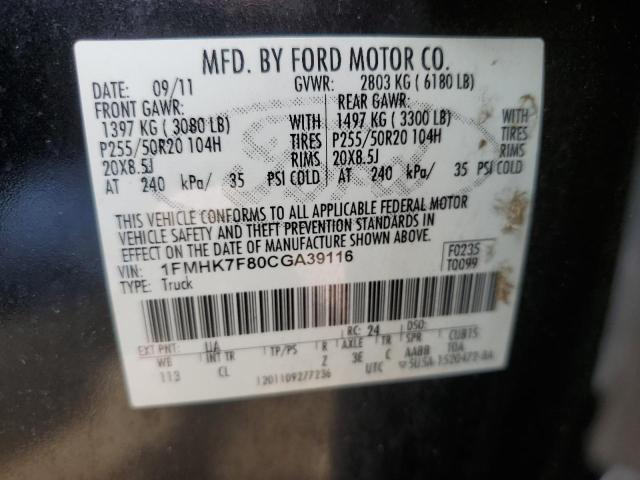 MFD. BY FORD MOTOR CO.
DATE: 09/11 GVWR: 2803 KG ( 6180 LB)
FRONT GAWR: REAR GAWR:
1397 KG ( 3080 LB) WITH 1497 KG ( 3300 LB) WITH
P255/50R20 104H TIRES P255/50R20 104H TIRES
20X8.5J RIMS 20X8.5J RIMS
AT 240 kPa/ 35 PSI COLD AT 240 kPa/ 35 PSI COLD
THIS VEHICLE CONFORMS TO ALL APPLICABLE FEDERAL MOTOR
VEHICLE SAFETY AND THEFT PREVENTION STANDARDS IN
EFFECT ON THE DATE OF MANUFACTURE SHOWN ABOVE.
VIN: 1FMHK7F80CGA39116 F0235
TYPE: Truck T0099
EXT PNT: UA RC: 24 DSO:
WB INT TR TP/PS R AXLE TR SPR
113 CL 2 3E C AABB
1201109277236 UTC